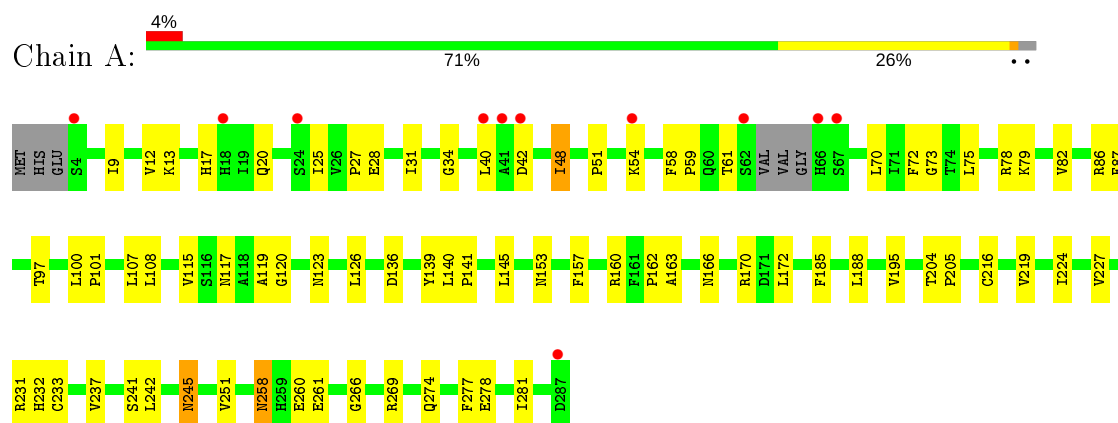 4%
Chain A:
71% 26% • •
MET HIS GLU S4 I9 V12 K13 H17 H18 I19 Q20 S24 I25 V26 P27 E28 I31 G34 L40 A41 D42 I48 P51 K54 F58 P59 Q60 T61 S62 VAL VAL GLY H66 S67 L70 I71 F72 G73 T74 L75 R78 K79 V82 R86
T97 L100 P101 L107 L108 V115 S116 N117 A118 A119 G120 N123 L126 D136 Y139 L140 P141 L145 N153 F157 R160 F161 P162 A163 N166 R170 D171 L172 F185 L188 V195 T204 P205 C216 V219 I224 V227
R231 H232 C233 V237 S241 L242 N245 V251 N258 H259 E260 E261 G266 R269 Q274 F277 E278 I281 D287